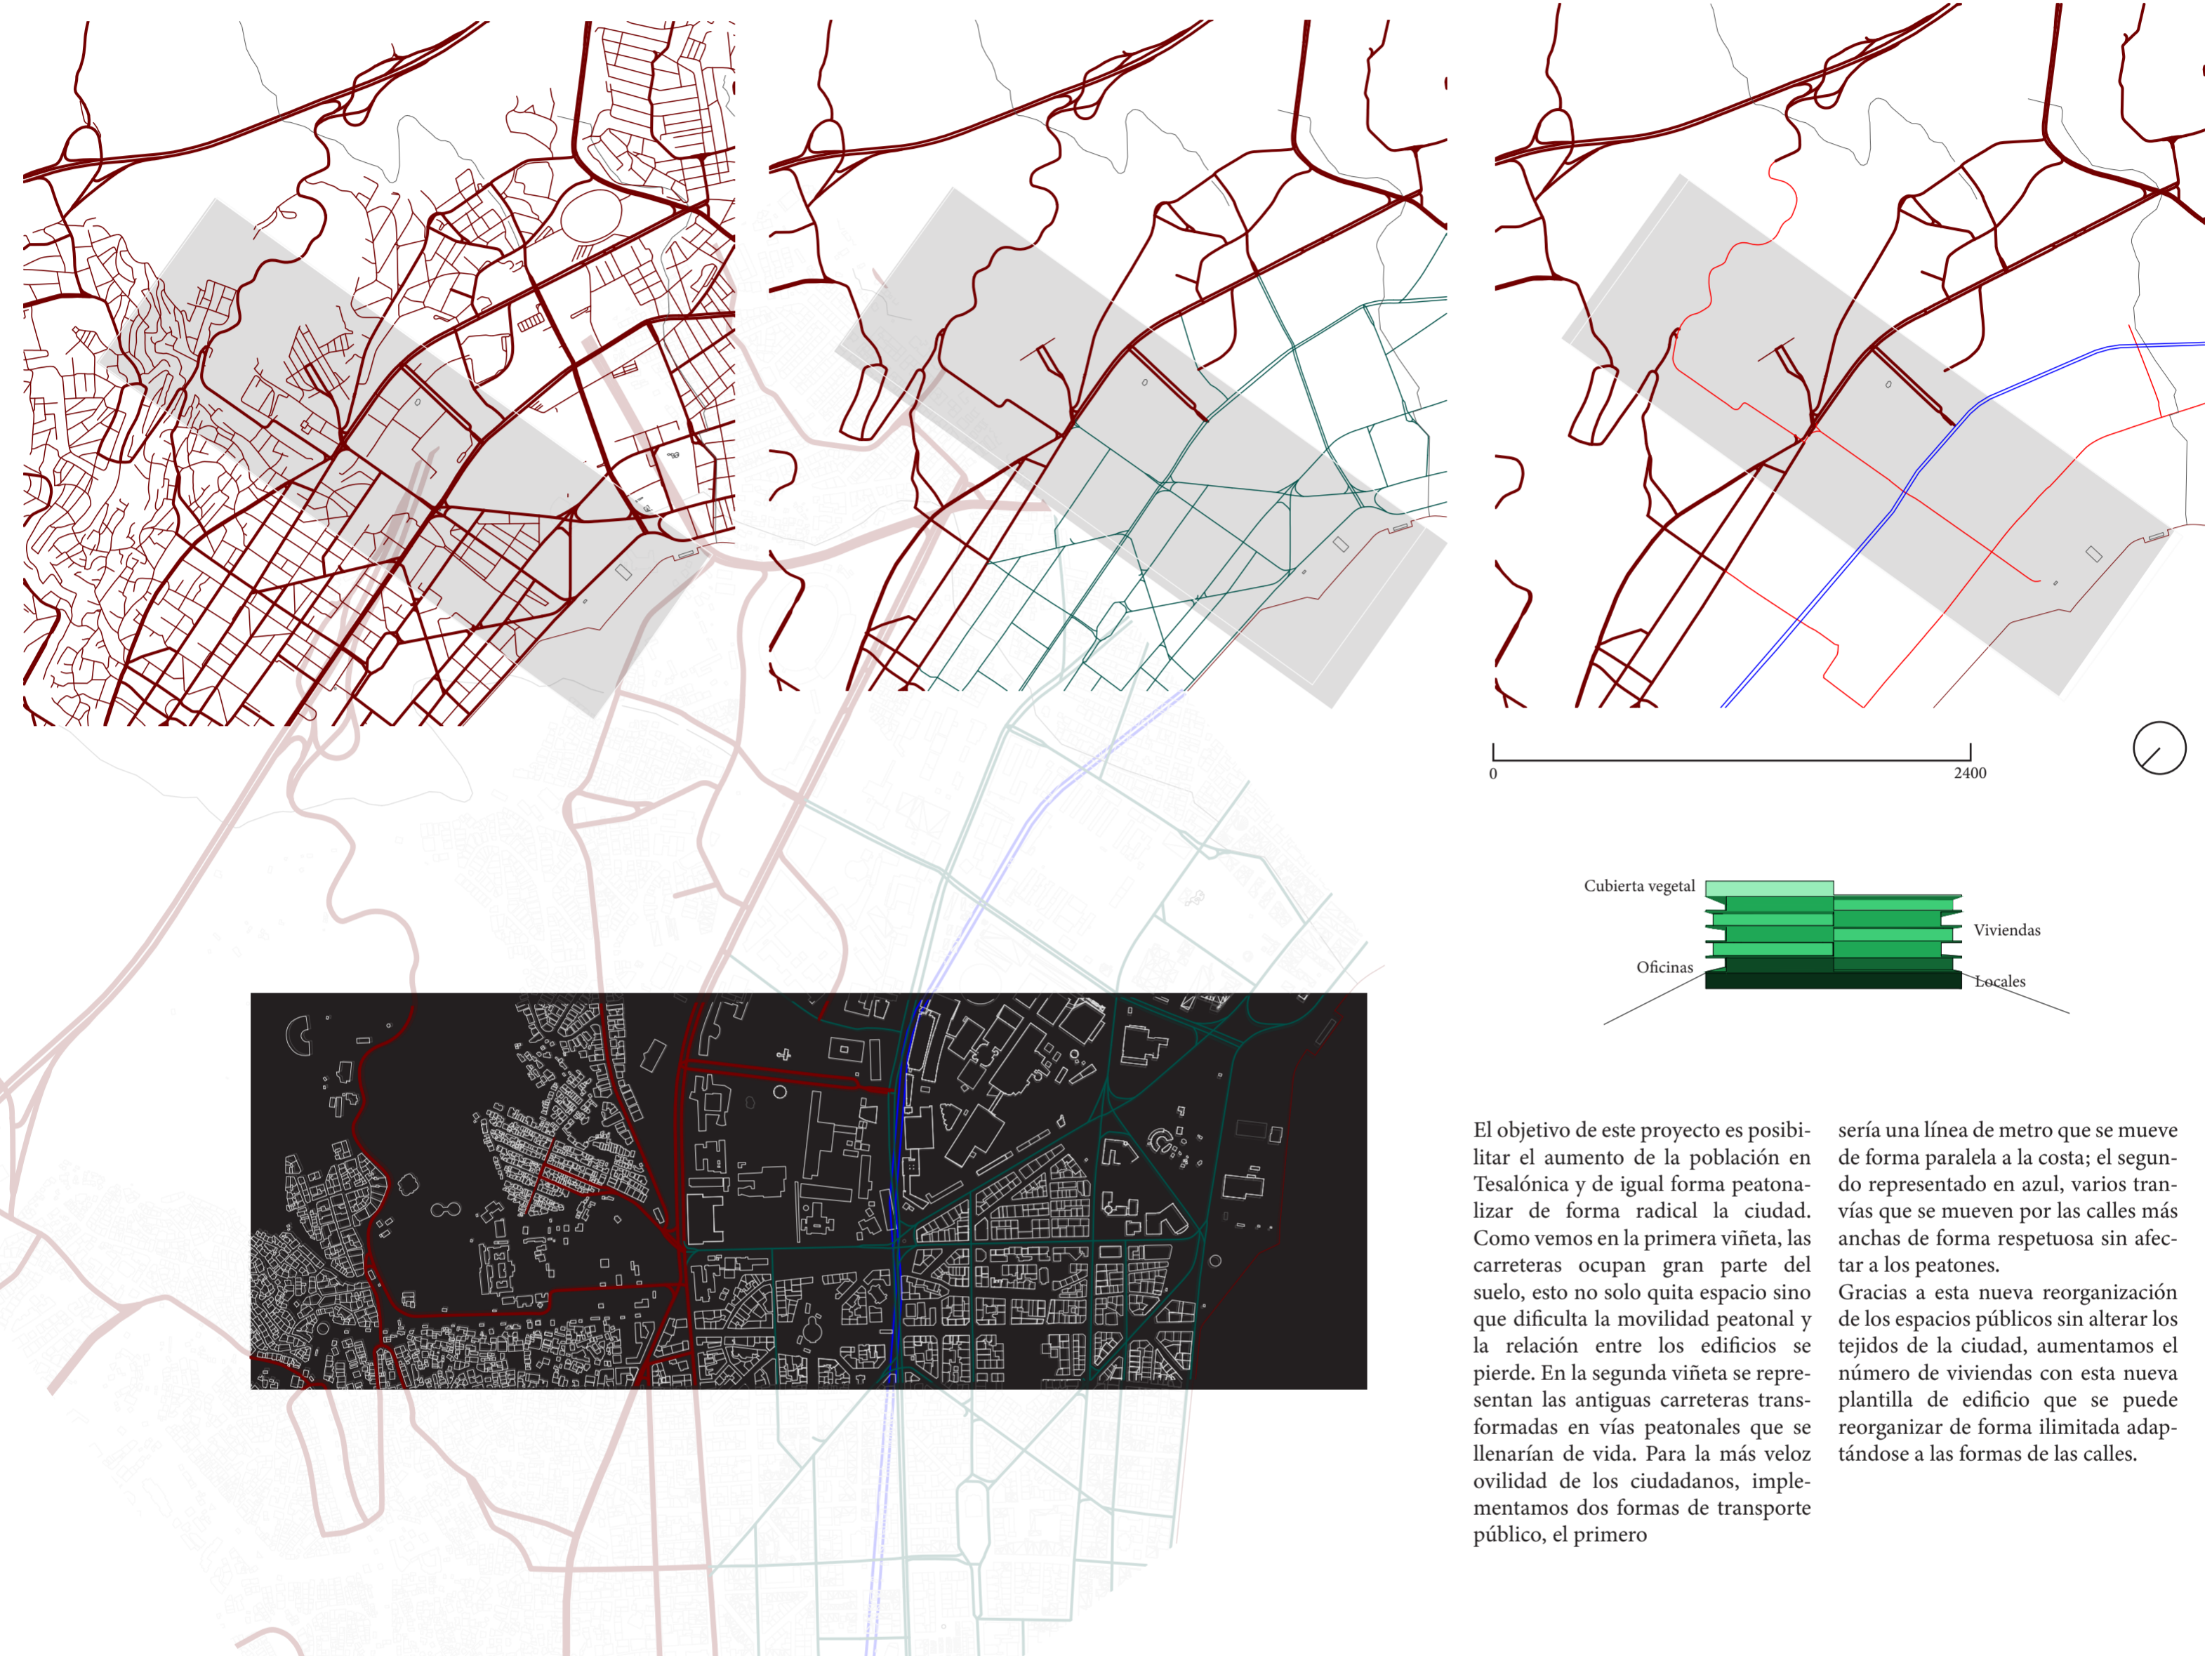 0
2400
Cubierta vegetal
Viviendas
Oficinas
Locales
El objetivo de este proyecto es posibi-
litar el aumento de la población en
Tesalónica y de igual forma peatona-
lizar de forma radical la ciudad.
Como vemos en la primera viñeta, las
carreteras ocupan gran parte del
suelo, esto no solo quita espacio sino
que dificulta la movilidad peatonal y
la relación entre los edificios se
pierde. En la segunda viñeta se repre-
sentan las antiguas carreteras trans-
formadas en vías peatonales que se
llenarían de vida. Para la más veloz
ovilidad de los ciudadanos, imple-
mentamos dos formas de transporte
público, el primero
sería una línea de metro que se mueve
de forma paralela a la costa; el segun-
do representado en azul, varios tran-
vías que se mueven por las calles más
anchas de forma respetuosa sin afec-
tar a los peatones.
Gracias a esta nueva reorganización
de los espacios públicos sin alterar los
tejidos de la ciudad, aumentamos el
número de viviendas con esta nueva
plantilla de edificio que se puede
reorganizar de forma ilimitada adap-
tándose a las formas de las calles.